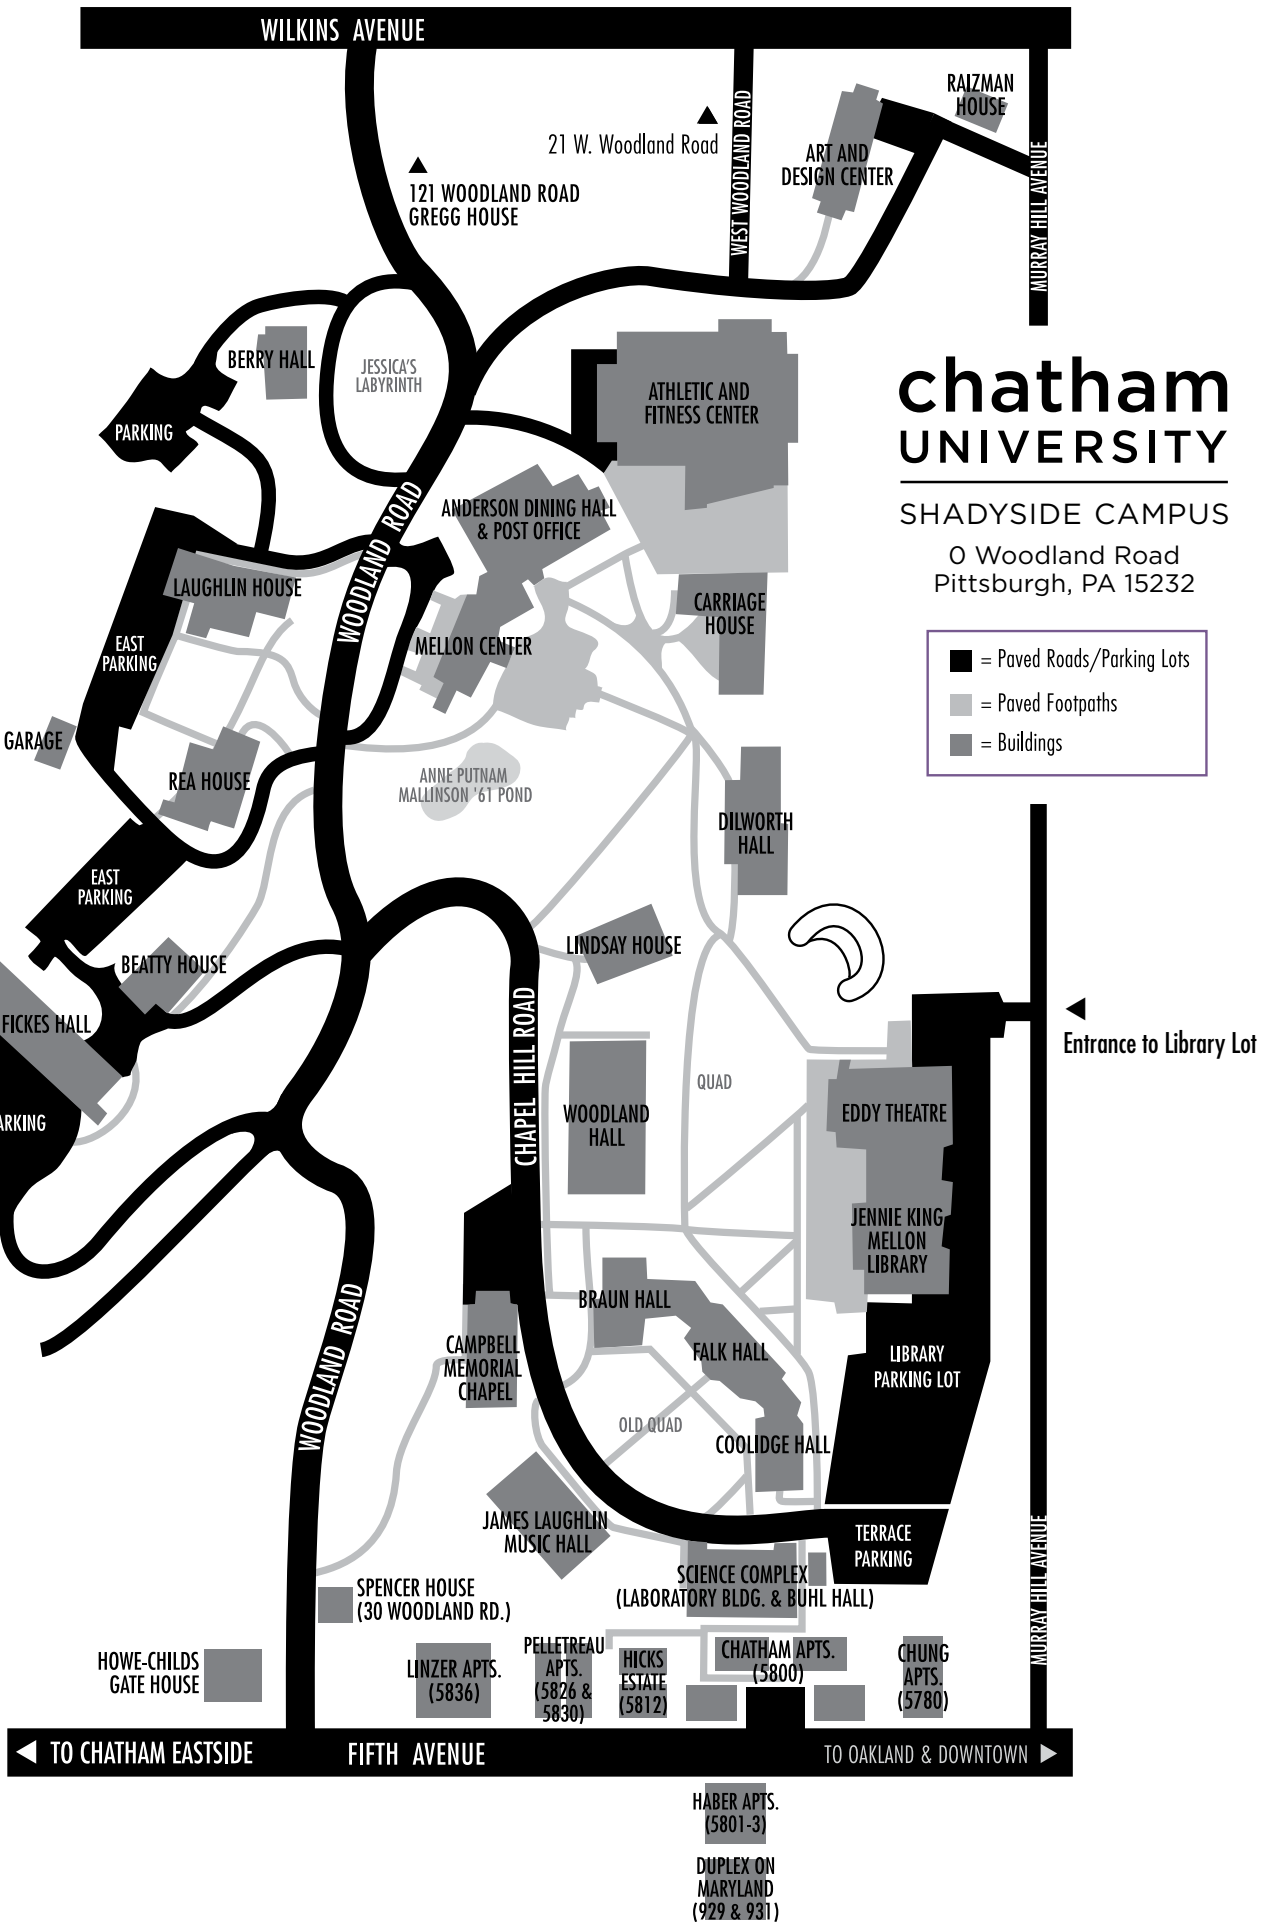 WILKINS AVENUE
RAIZMAN
HOUSE
21 W. Woodland Road
WEST WOODLAND ROAD
ART AND
DESIGN CENTER
MURRAY HILL AVENUE
121 WOODLAND ROAD
GREGG HOUSE
BERRY HALL
JESSICA'S
LABYRINTH
ATHLETIC AND
FITNESS CENTER
chatham
UNIVERSITY
SHADYSIDE CAMPUS
0 Woodland Road
Pittsburgh, PA 15232
PARKING
WOODLAND ROAD
ANDERSON DINING HALL
& POST OFFICE
LAUGHLIN HOUSE
CARRIAGE
HOUSE
EAST
PARKING
MELLON CENTER
= Paved Roads/Parking Lots
= Paved Footpaths
= Buildings
GARAGE
REA HOUSE
ANNE PUTNAM
MALLINSON '61 POND
DILWORTH
HALL
EAST
PARKING
BEATTY HOUSE
LINDSAY HOUSE
FICKES HALL
CHAPEL HILL ROAD
Entrance to Library Lot
QUAD
WOODLAND
HALL
EDDY THEATRE
ARKING
JENNIE KING
MELLON
LIBRARY
BRAUN HALL
WOODLAND ROAD
CAMPBELL
MEMORIAL
CHAPEL
FALK HALL
LIBRARY
PARKING LOT
OLD QUAD
COOLIDGE HALL
JAMES LAUGHLIN
MUSIC HALL
TERRACE
PARKING
MURRAY HILL AVENUE
SCIENCE COMPLEX
(LABORATORY BLDG. & BUHL HALL)
SPENCER HOUSE
(30 WOODLAND RD.)
HOWE-CHILDS
GATE HOUSE
LINZER APTS.
(5836)
PELLETREAU
APTS.
(5826 &
5830)
HICKS
ESTATE
(5812)
CHATHAM APTS.
(5800)
CHUNG
APTS.
(5780)
TO CHATHAM EASTSIDE
FIFTH AVENUE
TO OAKLAND & DOWNTOWN
HABER APTS.
(5801-3)
DUPLEX ON
MARYLAND
(929 & 931)